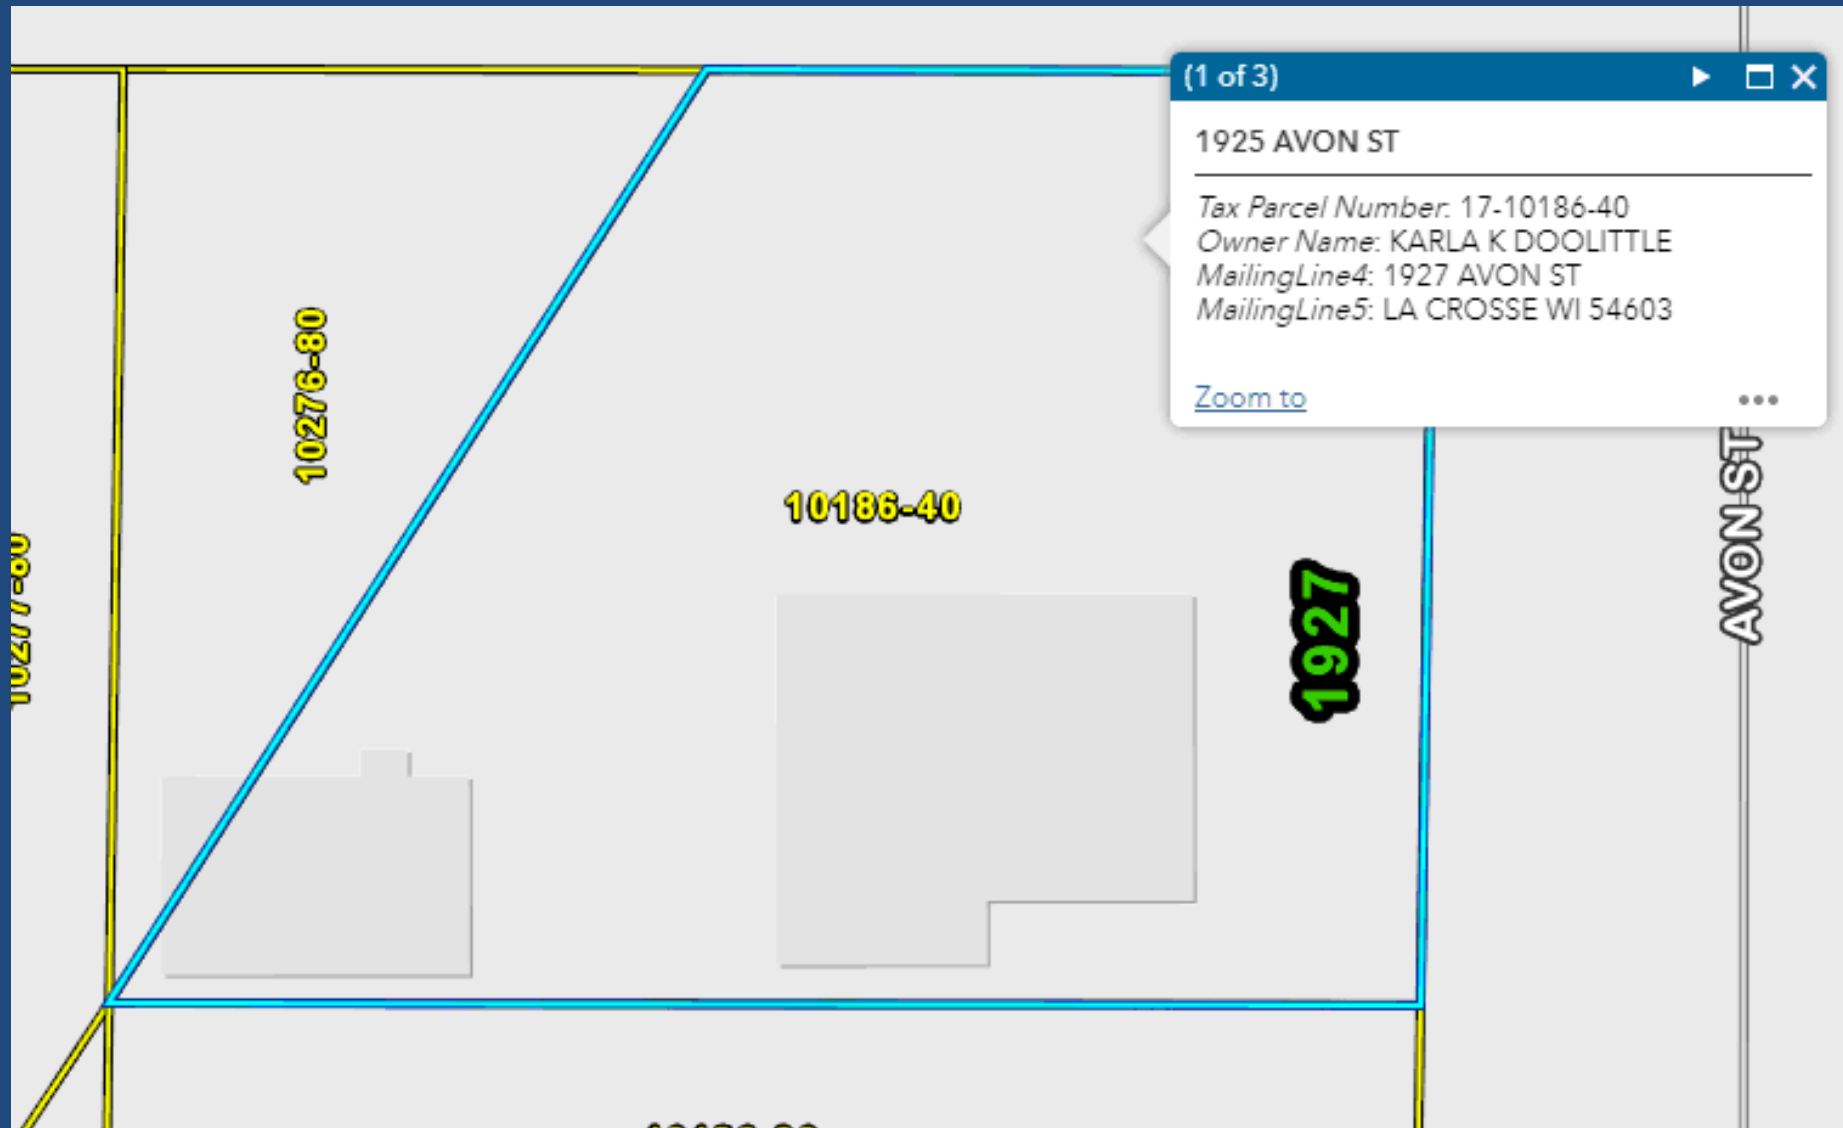 (1 of 3)
1925 AVON ST
Tax Parcel Number: 17-10186-40
Owner Name: KARLA K DOOLITTLE
MailingLine4: 1927 AVON ST
MailingLine5: LA CROSSE WI 54603
Zoom to
10276-80
10186-40
1927
AVON ST